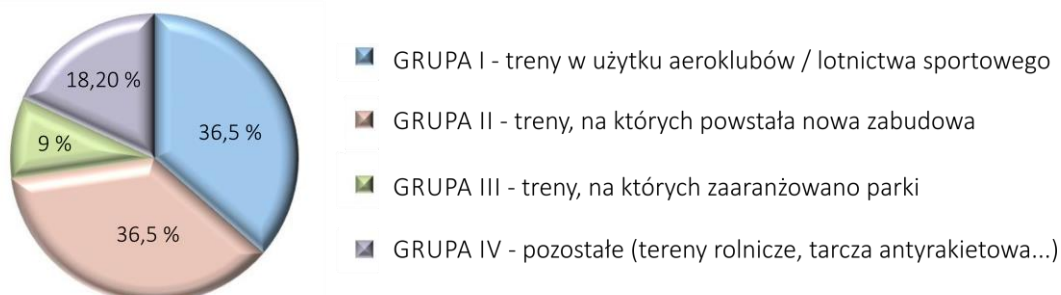 18,20 %
36,5 %
9 %
36,5 %
GRUPA I - treny w użytku aeroklubów / lotnictwa sportowego
GRUPA II - treny, na których powstała nowa zabudowa
GRUPA III - treny, na których zaaranżowano parki
GRUPA IV - pozostałe (tereny rolnicze, tarcza antyrakietowa...)